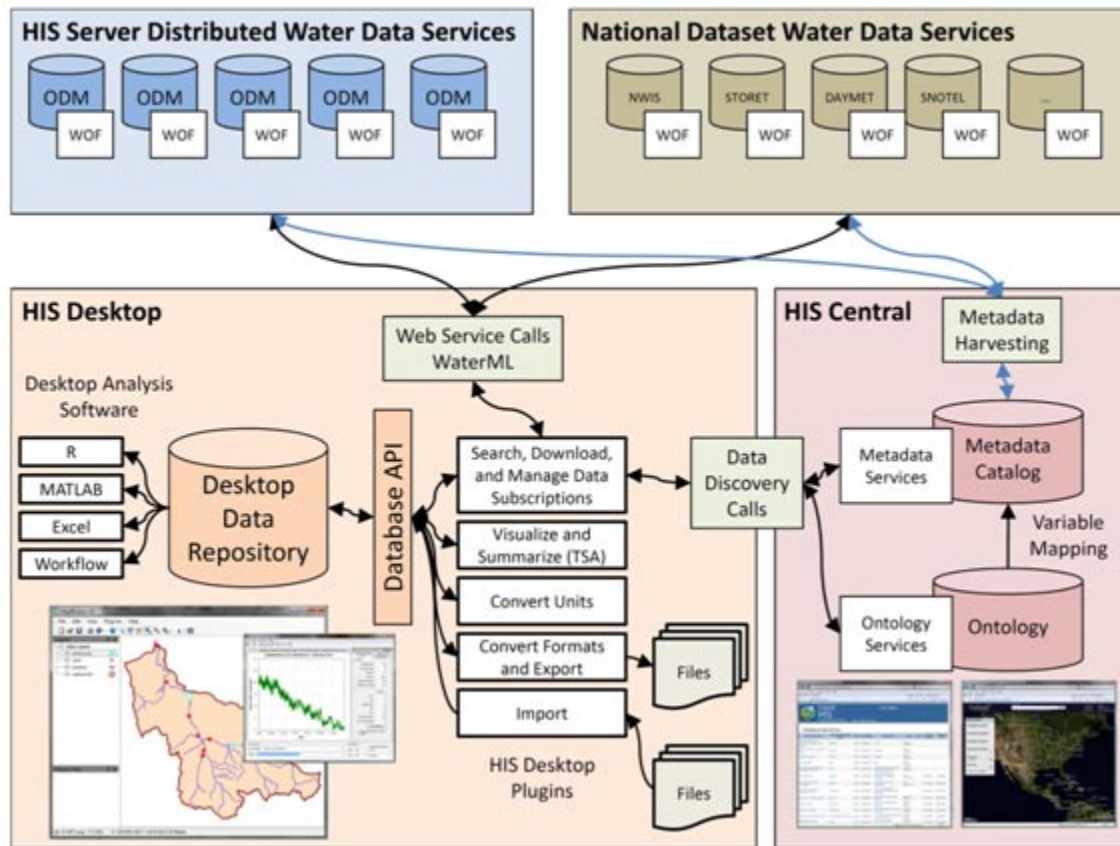 HIS Server Distributed Water Data Services
ODM
ODM
ODM
ODM
ODM
WOF
WOF
WOF
WOF
WOF
National Dataset Water Data Services
NWIS
STORET
DAYMET
SNOTEL
...
WOF
WOF
WOF
WOF
WOF
HIS Desktop
Web Service Calls
WaterML
Desktop Analysis
Software
R
MATLAB
Excel
Workflow
Desktop
Data
Repository
Database API
Search, Download,
and Manage Data
Subscriptions
Visualize and
Summarize (TSA)
Convert Units
Convert Formats
and Export
Import
Files
Files
HIS Desktop
Plugins
Data
Discovery
Calls
HIS Central
Metadata
Harvesting
Metadata
Services
Metadata
Catalog
Variable
Mapping
Ontology
Services
Ontology
HIS